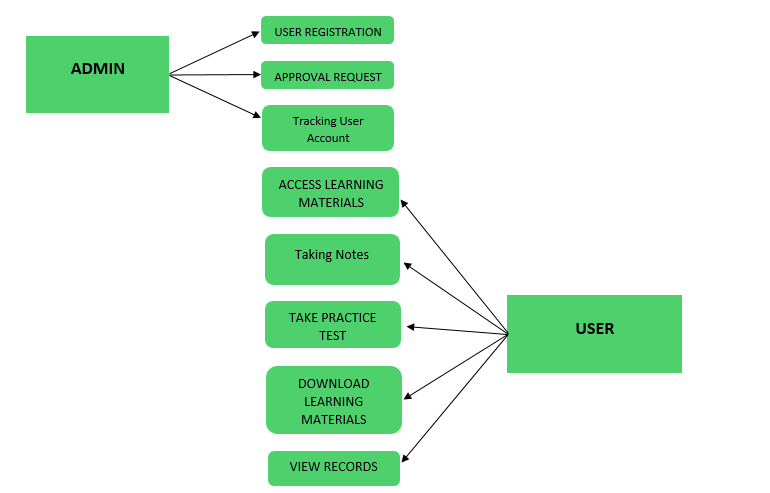 USER REGISTRATION
ADMIN
APPROVAL REQUEST
Tracking User
Account
ACCESS LEARNING
MATERIALS
Taking Notes
TAKE PRACTICE
TEST
USER
DOWNLOAD
LEARNING
MATERIALS
VIEW RECORDS